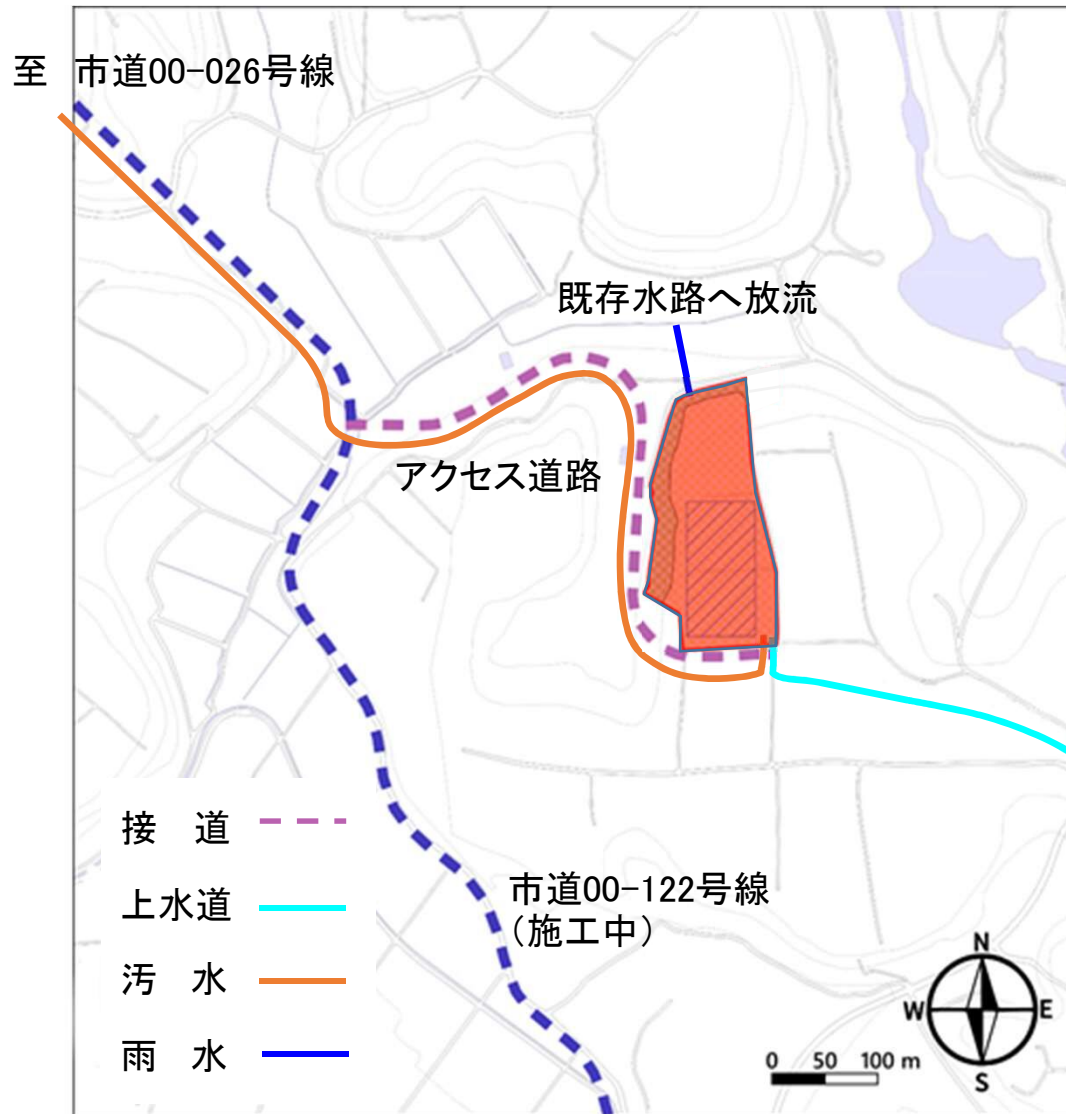 至 市道00-026号線
既存水路へ放流
アクセス道路
接 道
上水道
汚 水
雨 水
市道00-122号線
（施工中）
N
W E
S
0 50 100 m